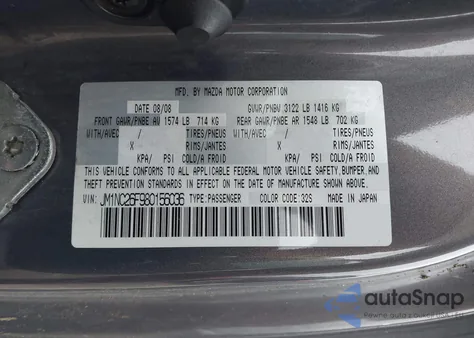 MFD. BY MAZDA MOTOR CORPORATION
DATE 08/08 GVWR/PNBV 3122 LB 1416 KG
FRONT GAWR/PNBE AV 1574 LB 714 KG REAR GAWR/PNBE AR 1548 LB 702 KG
WITH/AVEC / TIRES/PNEUS WITH/AVEC / TIRES/PNEUS
X RIMS/JANTES X RIMS/JANTES
KPA/ PSI COLD/A FROID KPA/ PSI COLD/A FROID
THIS VEHICLE CONFORMS TO ALL APPLICABLE FEDERAL MOTOR VEHICLE SAFETY, BUMPER, AND
THEFT PREVENTION STANDARDS IN EFFECT ON THE DATE OF MANUFACTURE SHOWN ABOVE.
VIN: JM1NC26F980156036 TYPE: PASSENGER COLOR CODE: 32S MADE IN JAPAN
autoSnap